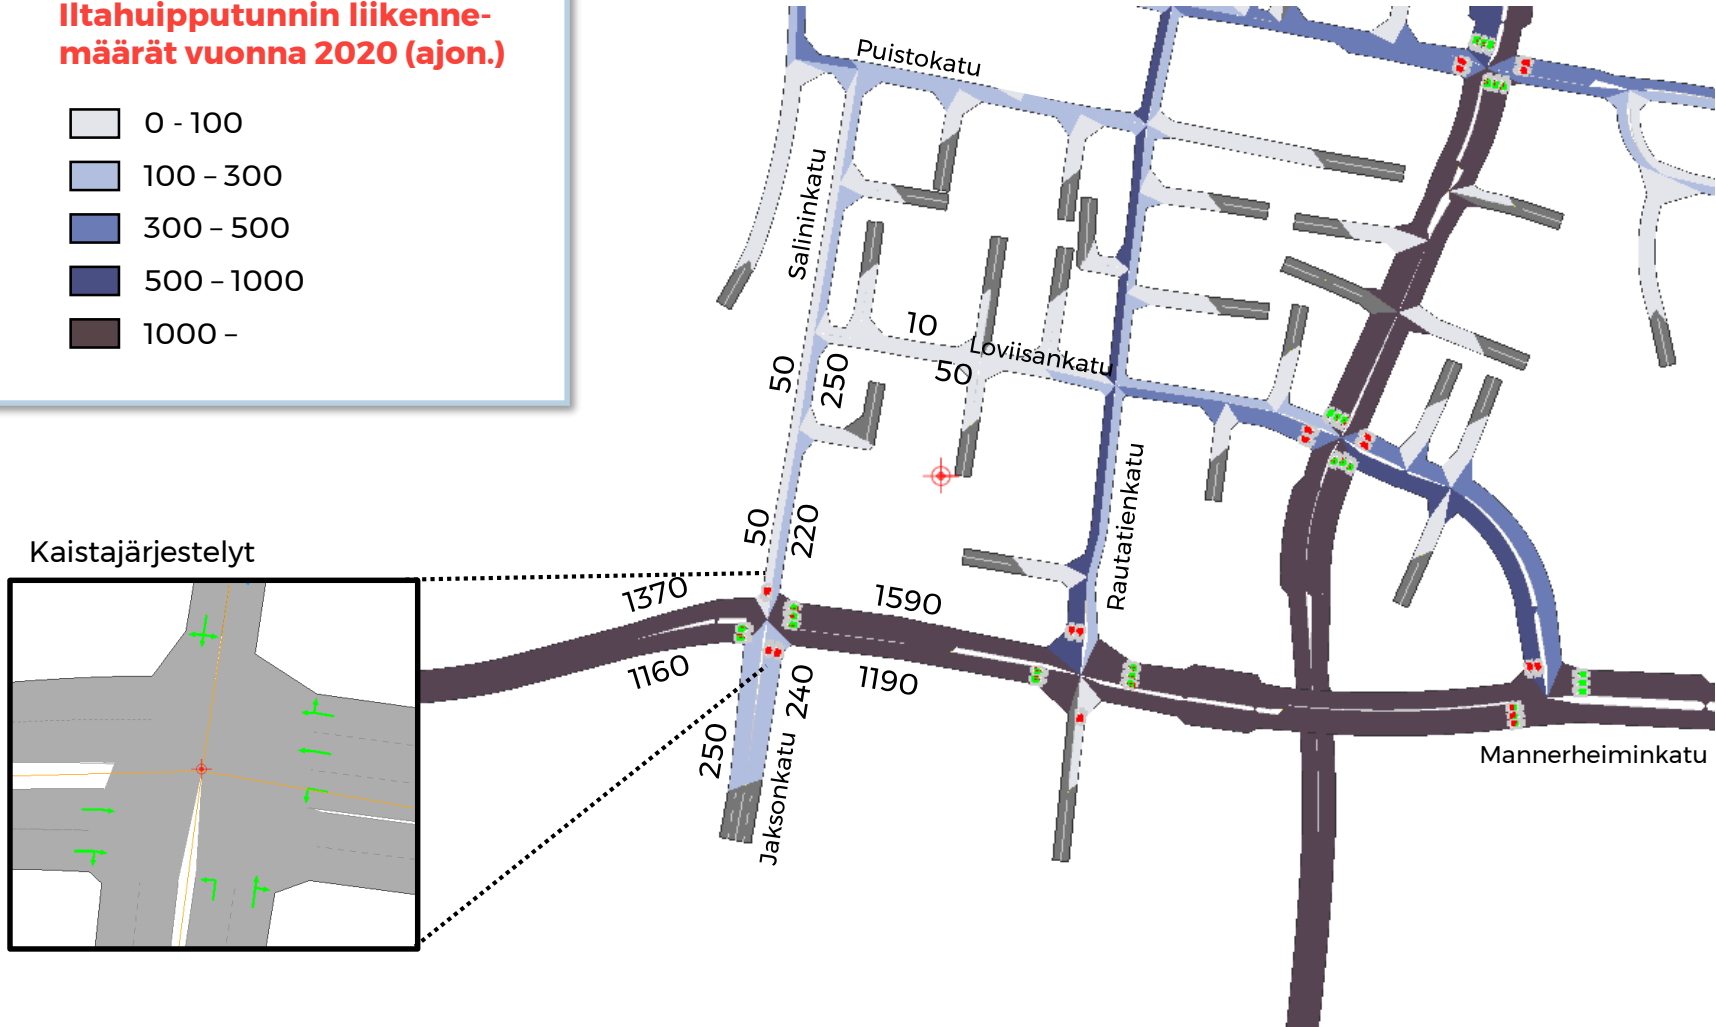 Iltahuipputunnin liikenne-
määrät vuonna 2020 (ajon.)
0 - 100
100 – 300
300 – 500
500 – 1000
1000 –
Puistokatu
Salininkatu
10
Loviisankatu
50
50
250
Rautatienkatu
50
220
Kaistajärjestelyt
1370
1590
1160
1190
240
250
Jaksonkatu
Mannerheiminkatu